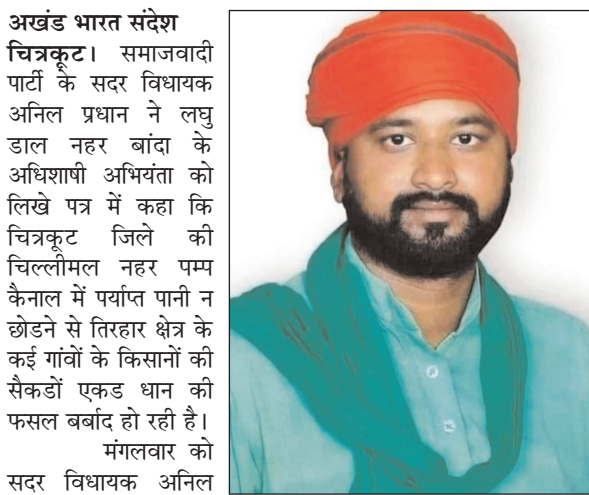 अखंड भारत संदेश
चित्रकूट। समाजवादी
पार्टी के सदर विधायक
अनिल प्रधान ने लघु
डाल नहर बांदा के
अधिशाषी अभियंता को
लिखे पत्र में कहा कि
चित्रकूट जिले की
चिल्लीमल नहर पम्प
कैनाल में पर्याप्त पानी न
छोडने से तिरहार क्षेत्र के
कई गांवों के किसानों की
सैकडों एकड धान की
फसल बर्बाद हो रही है।
मंगलवार को
सदर विधायक अनिल